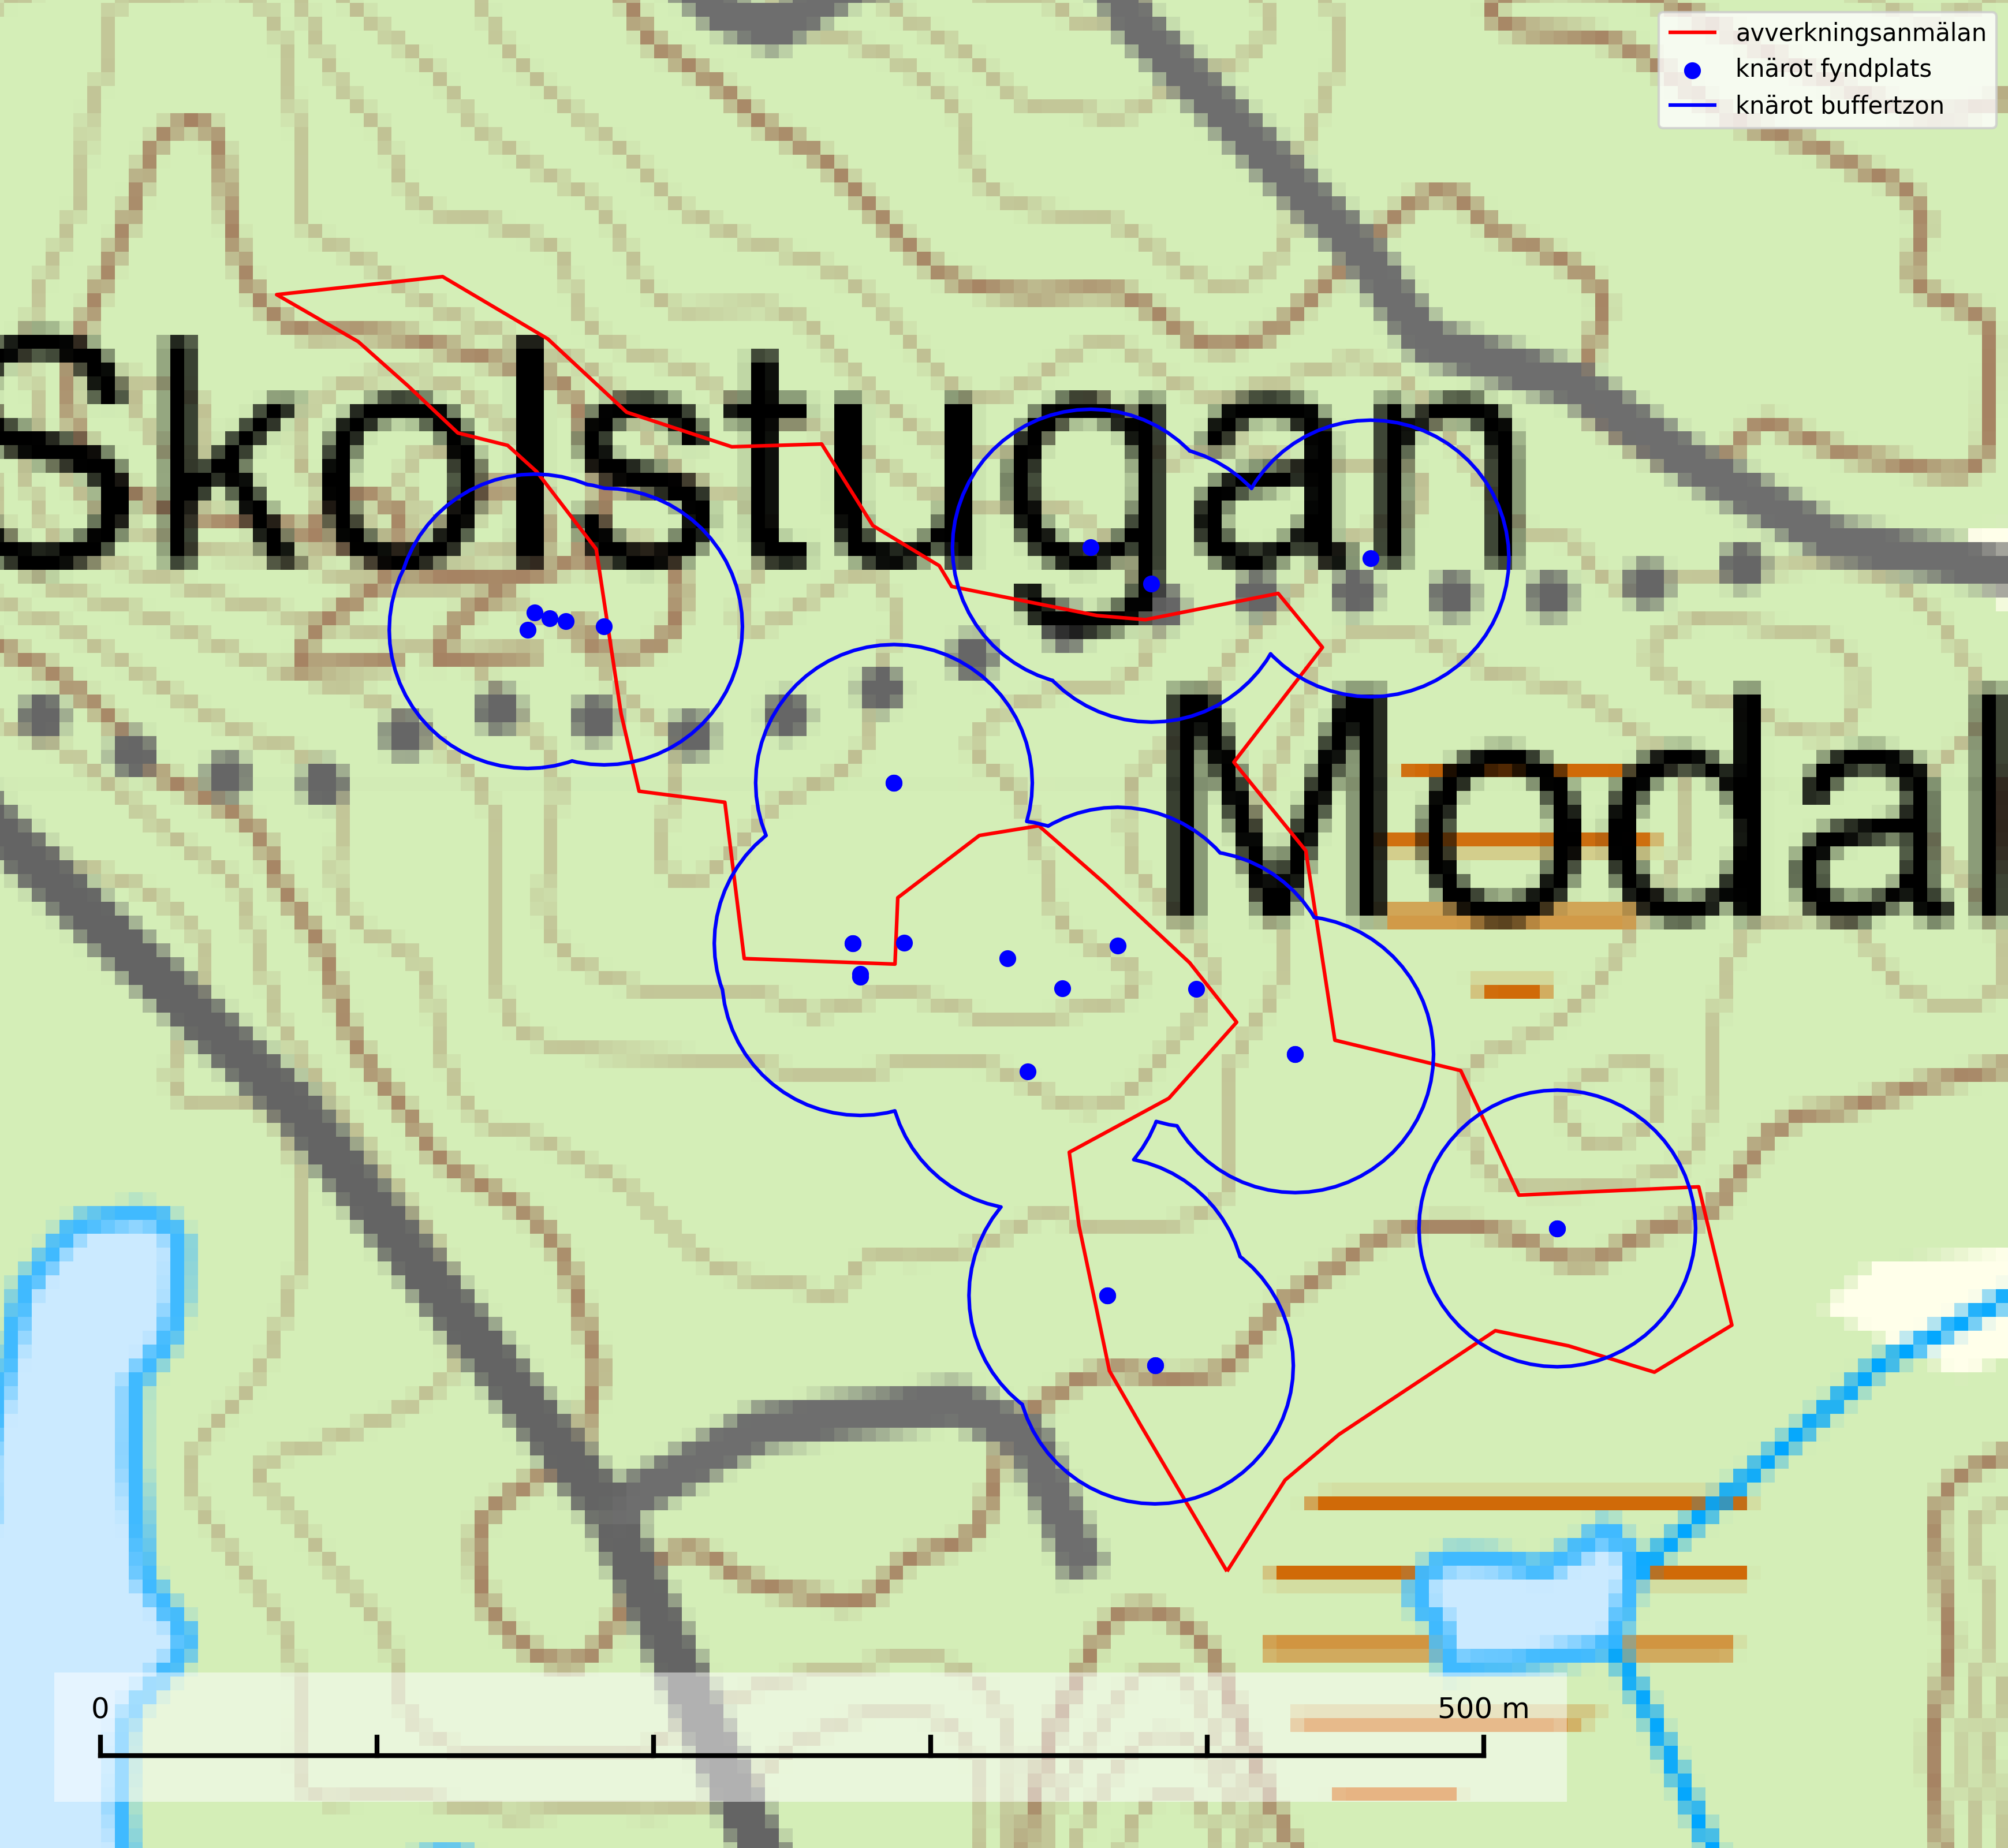 avverkningsanmälan
knärot fyndplats
knärot buffertzon
Skolstugan
Modal
0
500 m